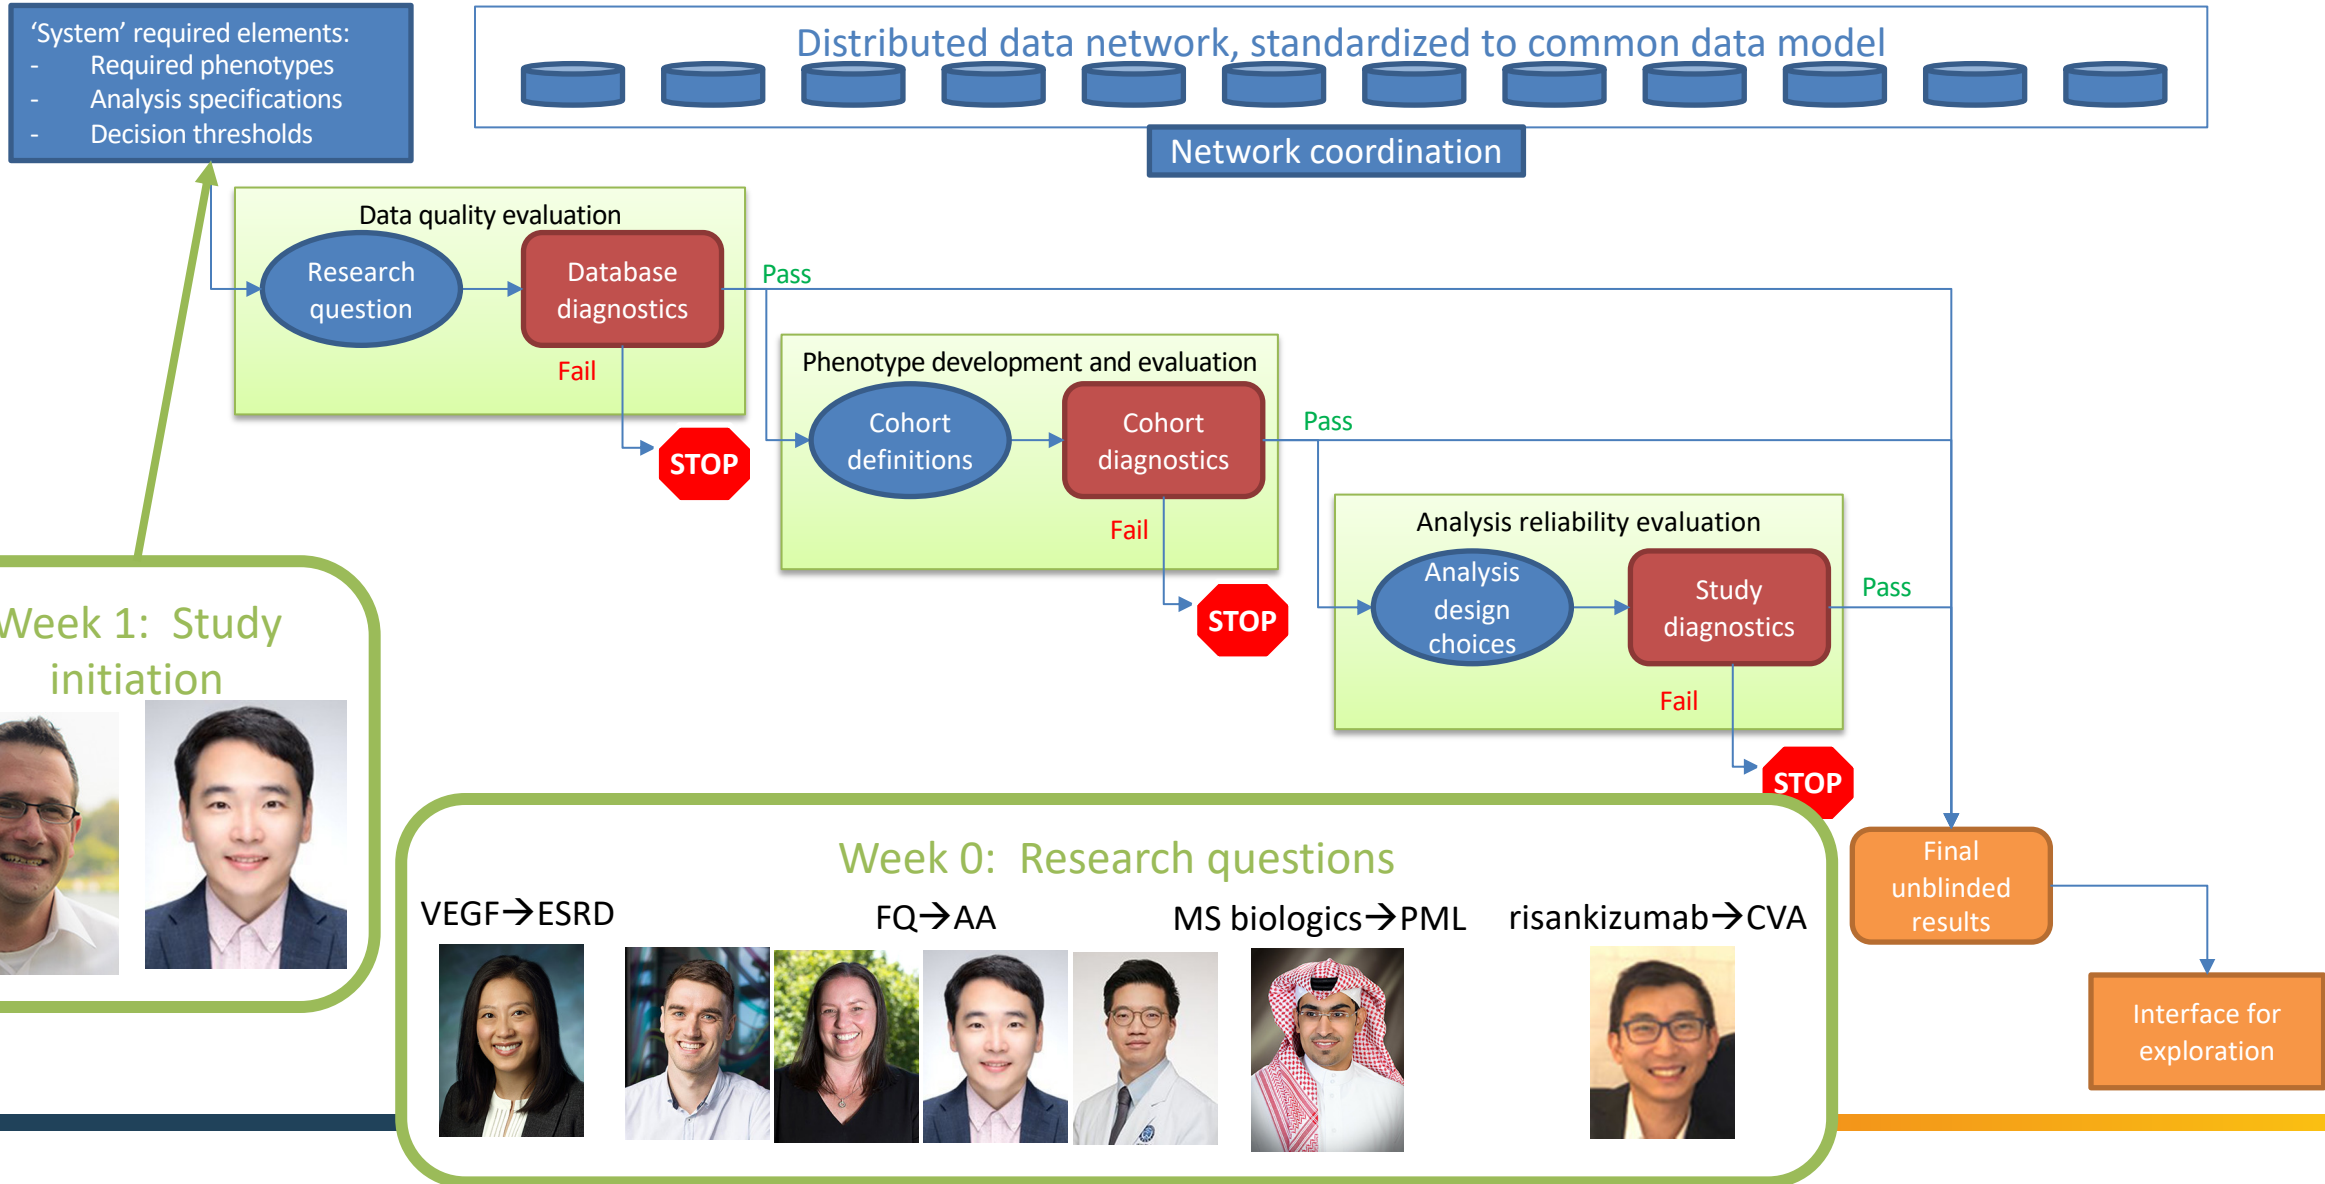 ‘System’ required elements:
- Required phenotypes
- Analysis specifications
- Decision thresholds
Distributed data network, standardized to common data model
Network coordination
Data quality evaluation
Research
question
Database
diagnostics
Pass
Fail
STOP
Phenotype development and evaluation
Cohort
definitions
Cohort
diagnostics
Pass
Fail
STOP
Analysis reliability evaluation
Analysis
design
choices
Study
diagnostics
Pass
Fail
STOP
Week 1: Study
initiation
Week 0: Research questions
VEGF→ESRD
FQ→AA
MS biologics→PML
risankizumab→CVA
Final
unblinded
results
Interface for
exploration